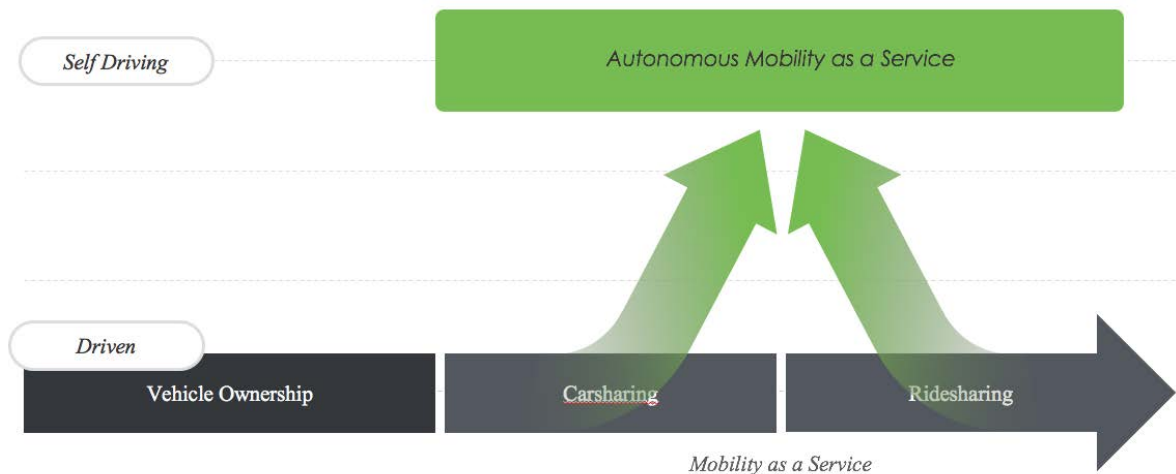 Self Driving
Autonomous Mobility as a Service
Driven
Vehicle Ownership
Carsharing
Ridesharing
Mobility as a Service